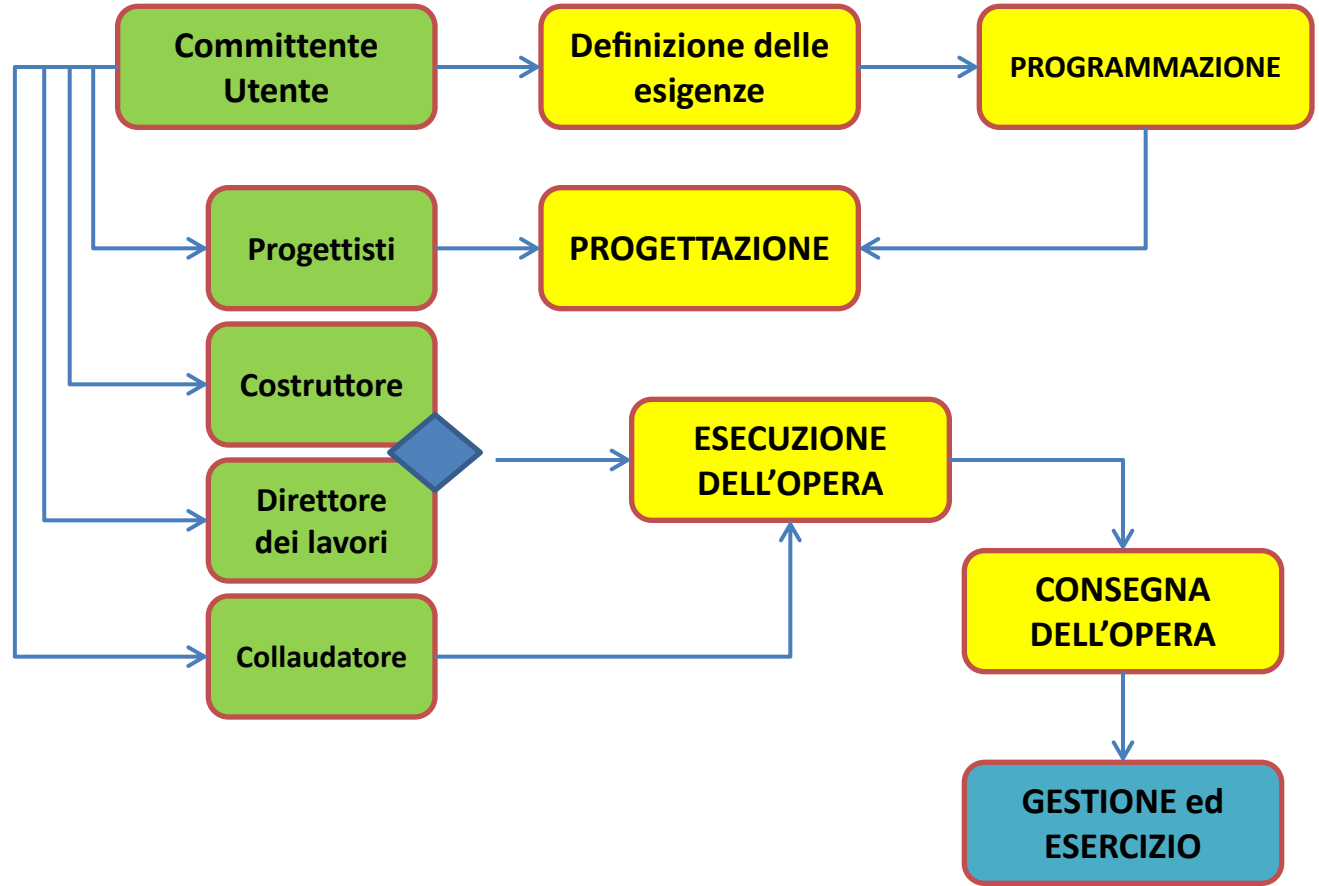 Committente
Utente
Definizione delle
esigenze
PROGRAMMAZIONE
Progettisti
PROGETTAZIONE
Costruttore
Direttore
dei lavori
ESECUZIONE
DELL’OPERA
Collaudatore
CONSEGNA
DELL’OPERA
GESTIONE ed
ESERCIZIO